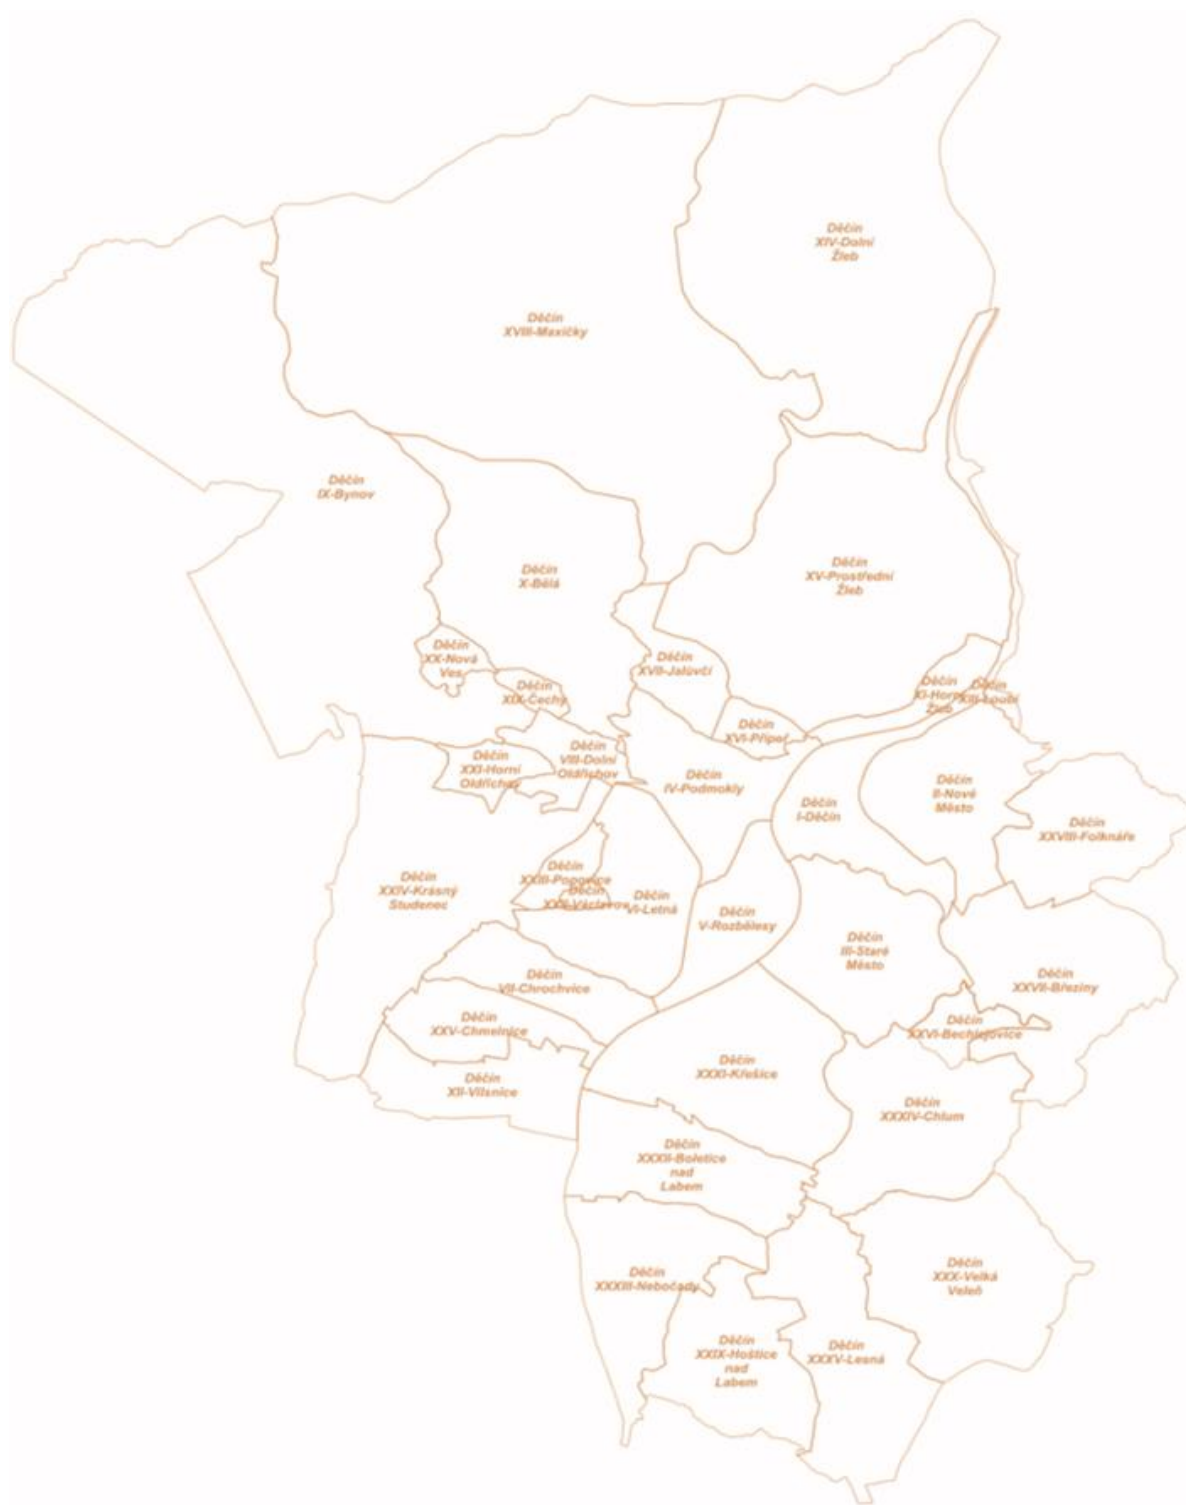 Děčín
XIV-Dolní
Žleb
Děčín
XVIII-Maxičky
Děčín
IX-Bynov
Děčín
X-Bělá
Děčín
XV-Prostřední
Žleb
Děčín
XX-Nová
Ves
Děčín
XVII-Jalůvčí
Děčín
XIX-Čechy
Děčín
XI-Horní
Žleb
Děčín
XIII-Loubí
Děčín
XVI-Přípeř
Děčín
XXI-Horní
Oldřichov
Děčín
VIII-Dolní
Oldřichov
Děčín
IV-Podmokly
Děčín
I-Děčín
Děčín
II-Nové
Město
Děčín
XXVIII-Folknáře
Děčín
XXIV-Krásný
Studenec
Děčín
XXIII-Popovice
Děčín
XXII-Václavov
Děčín
VI-Letná
Děčín
V-Rozbělesy
Děčín
III-Staré
Město
Děčín
XXVII-Březiny
Děčín
VII-Chrochvice
Děčín
XXV-Chmelnice
Děčín
XXVI-Bechlejovice
Děčín
XXXI-Křešice
Děčín
XII-Vilsnice
Děčín
XXXIV-Chlum
Děčín
XXXII-Boletice
nad
Labem
Děčín
XXXIII-Nebočady
Děčín
XXX-Velká
Veleň
Děčín
XXIX-Hoštice
nad
Labem
Děčín
XXXV-Lesná